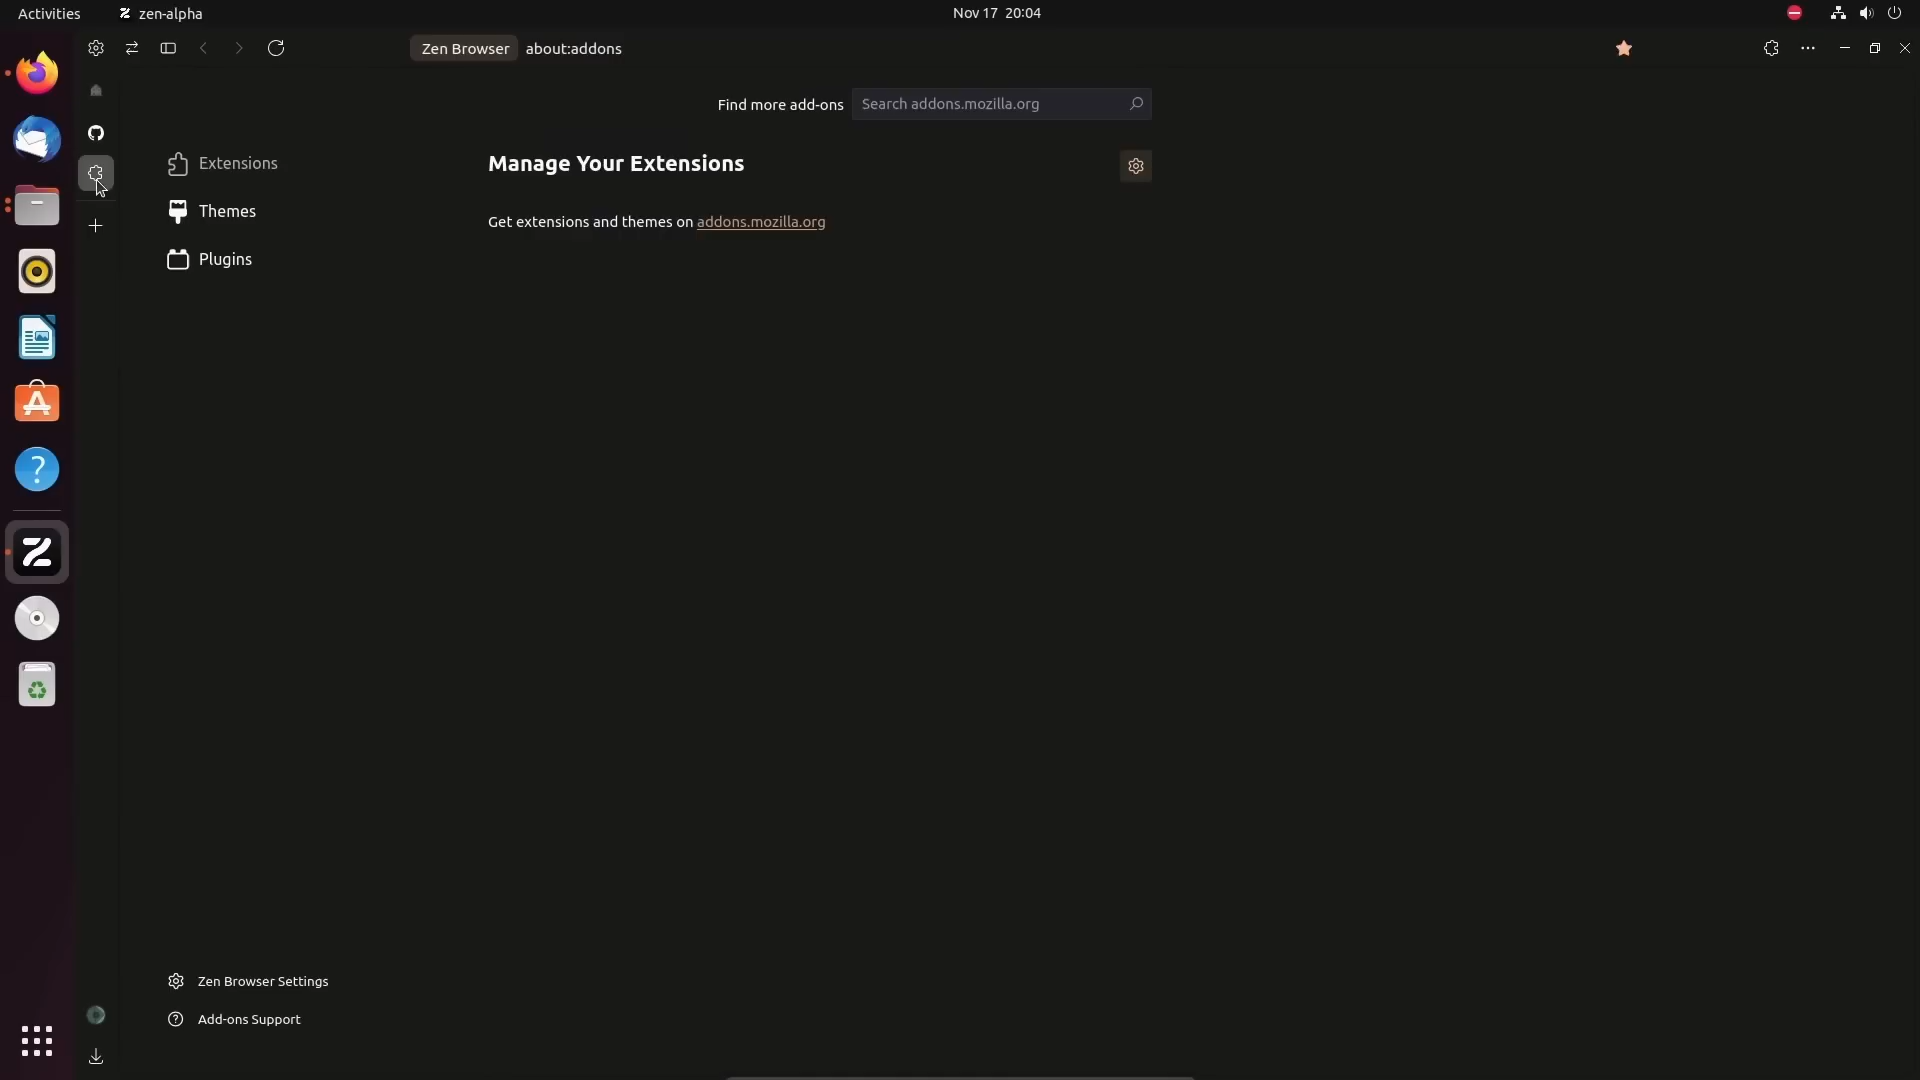 Activities
zen-alpha
Nov 17 20:04
Zen Browser
about:addons
Find more add-ons
Search addons.mozilla.org
Extensions
Manage Your Extensions
Themes
Get extensions and themes on addons.mozilla.org
Plugins
Zen Browser Settings
Add-ons Support